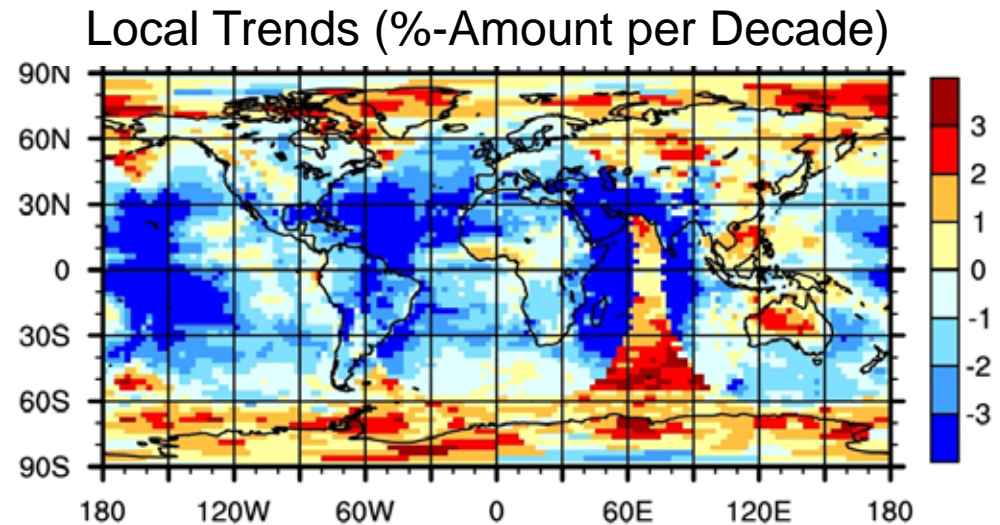 Local Trends (%-Amount per Decade)
90N
60N
30N
0
30S
60S
90S
180 120W 60W 0 60E 120E 180
3
2
1
0
-1
-2
-3